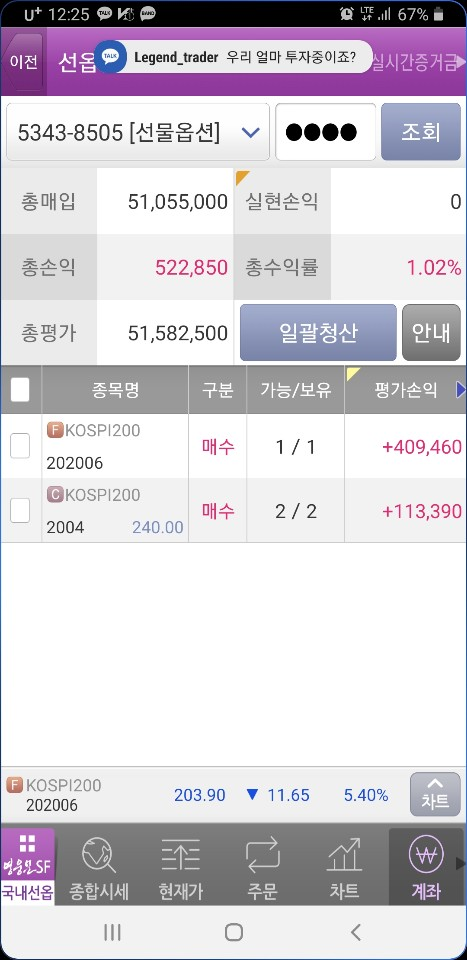 U+ 12:25 TALK BAND LTE 67%
이전 선옵 TALK Legend_trader 우리 얼마 투자중이죠? 실시간증거금
5343-8505 [선물옵션] ●●●● 조회
총매입 51,055,000 실현손익 0
총손익 522,850 총수익률 1.02%
총평가 51,582,500 일괄청산 안내
종목명 구분 가능/보유 평가손익
F KOSPI200
202006 매수 1 / 1 +409,460
C KOSPI200
2004 240.00 매수 2 / 2 +113,390
F KOSPI200
202006 203.90 ▼ 11.65 5.40% 차트
영웅문SF
국내선옵 종합시세 현재가 주문 차트 계좌